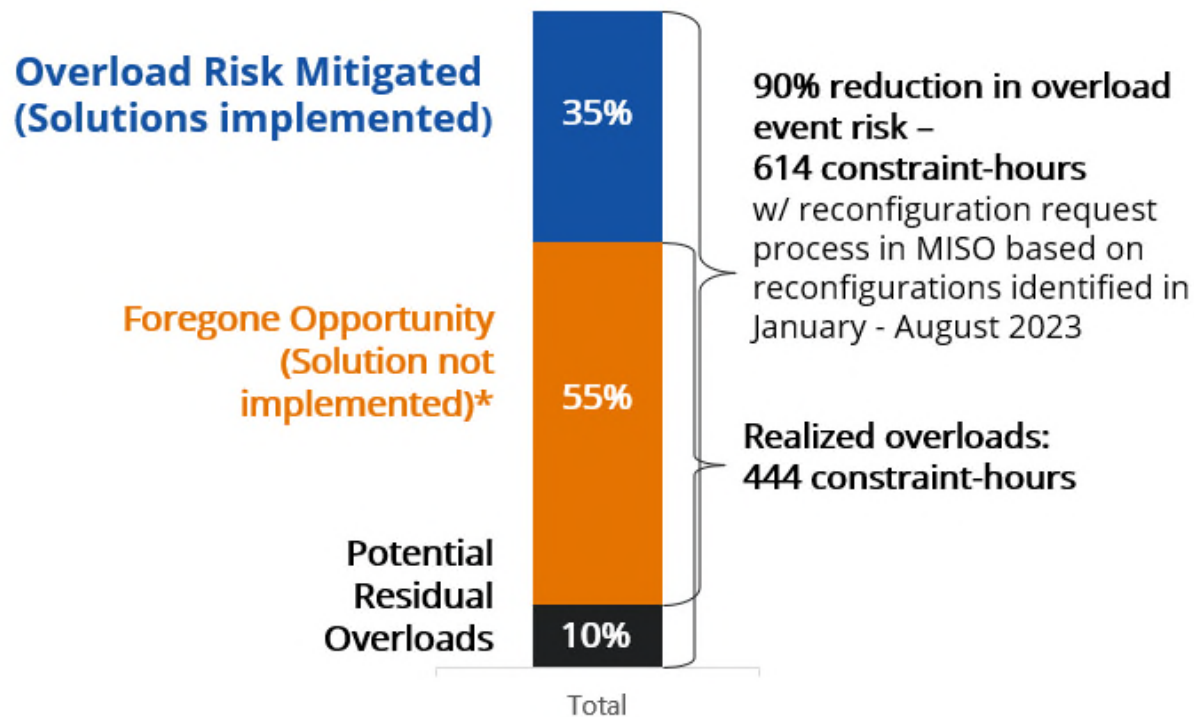 Overload Risk Mitigated
(Solutions implemented)
35%
90% reduction in overload
event risk –
614 constraint-hours
w/ reconfiguration request
process in MISO based on
reconfigurations identified in
January - August 2023
Foregone Opportunity
(Solution not
implemented)*
55%
Realized overloads:
444 constraint-hours
Potential
Residual
Overloads
10%
Total